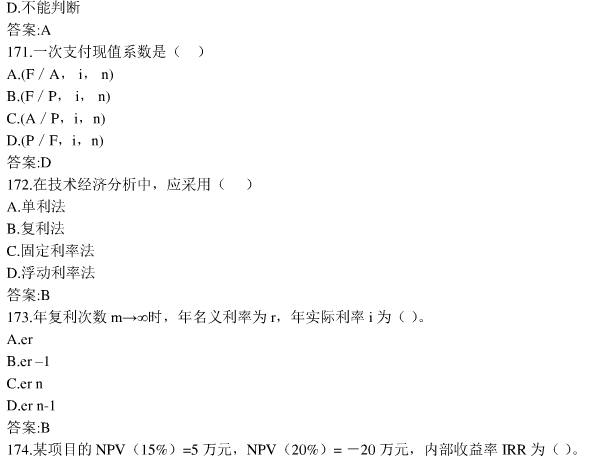 D.不能判断
答案:A
171.一次支付现值系数是（　）
A.(F／A， i， n)
B.(F／P， i， n)
C.(A／P，i，n)
D.(P／F，i，n)
答案:D
172.在技术经济分析中，应采用（　）
A.单利法
B.复利法
C.固定利率法
D.浮动利率法
答案:B
173.年复利次数 m→∞时，年名义利率为 r，年实际利率 i 为（ ）。
A.er
B.er –1
C.er n
D.er n-1
答案:B
174.某项目的 NPV（15%）=5 万元，NPV（20%）= －20 万元，内部收益率 IRR 为（ ）。